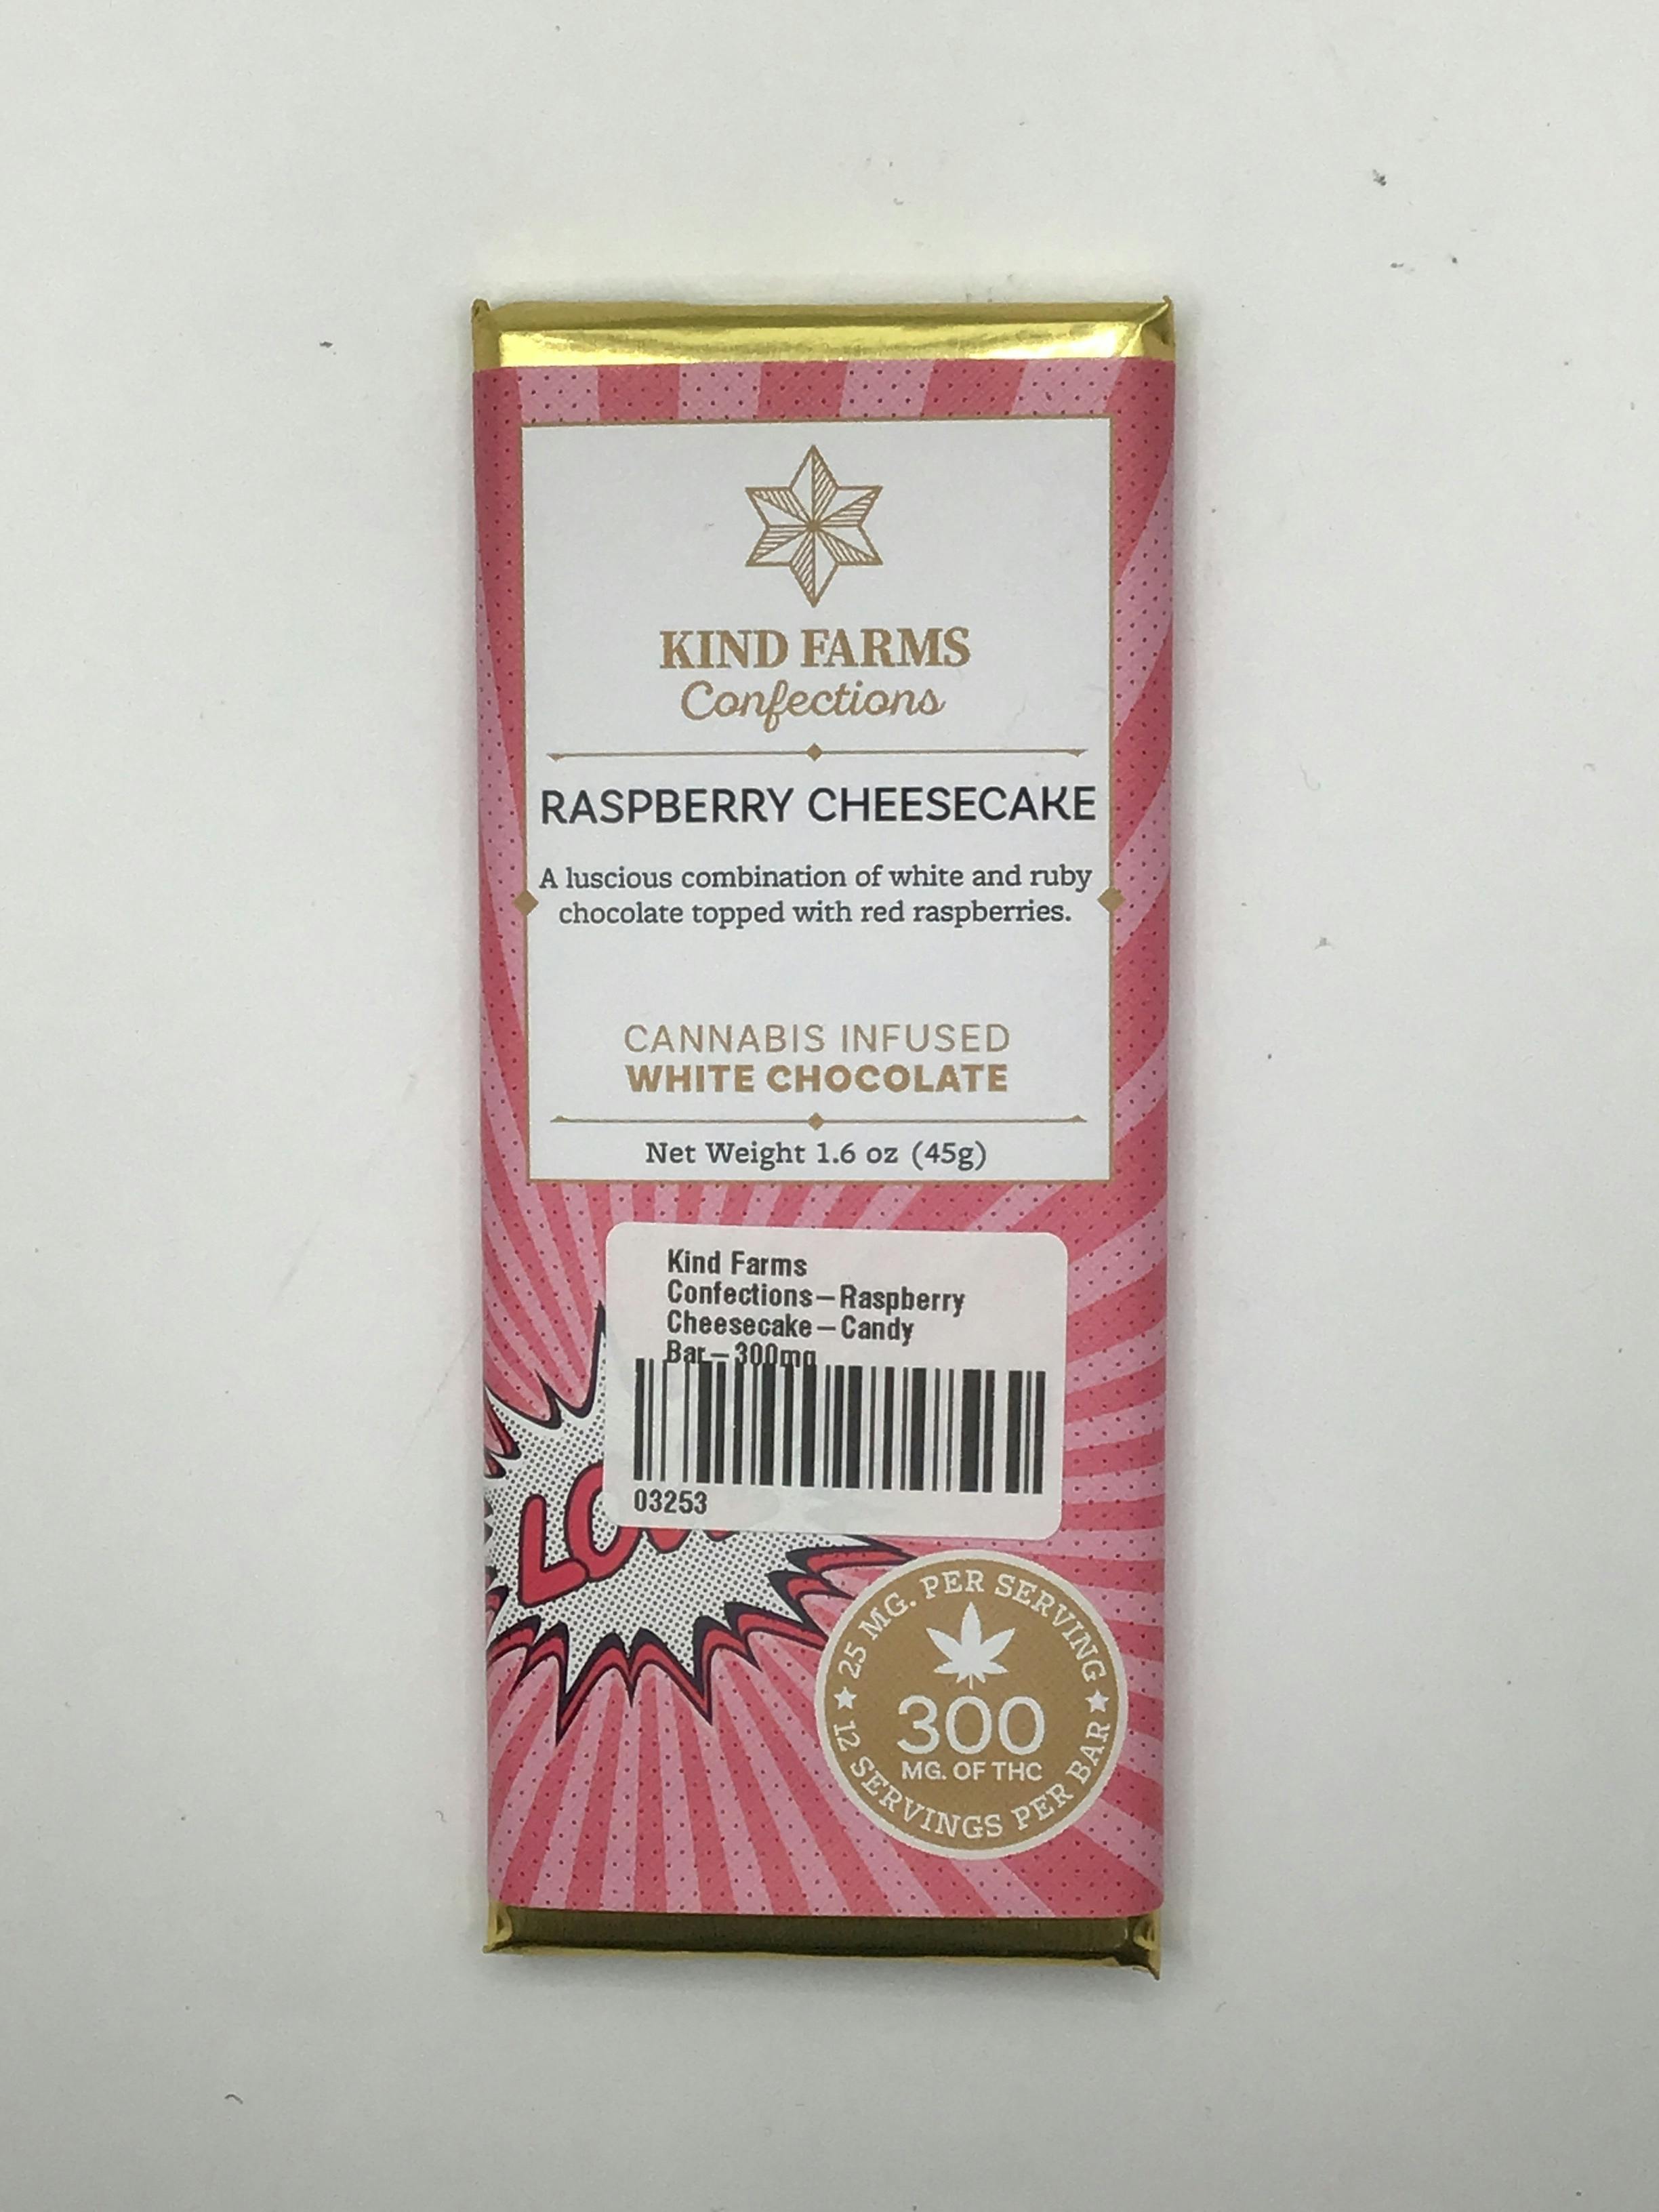 KIND FARMS
Confections
RASPBERRY CHEESECAKE
A luscious combination of white and ruby
chocolate topped with red raspberries.
CANNABIS INFUSED
WHITE CHOCOLATE
Net Weight 1.6 oz (45g)
Kind Farms
Confections—Raspberry
Cheesecake—Candy
Bar—300mg
03253
25 MG. PER SERVING
300
MG. OF THC
12 SERVINGS PER BAR